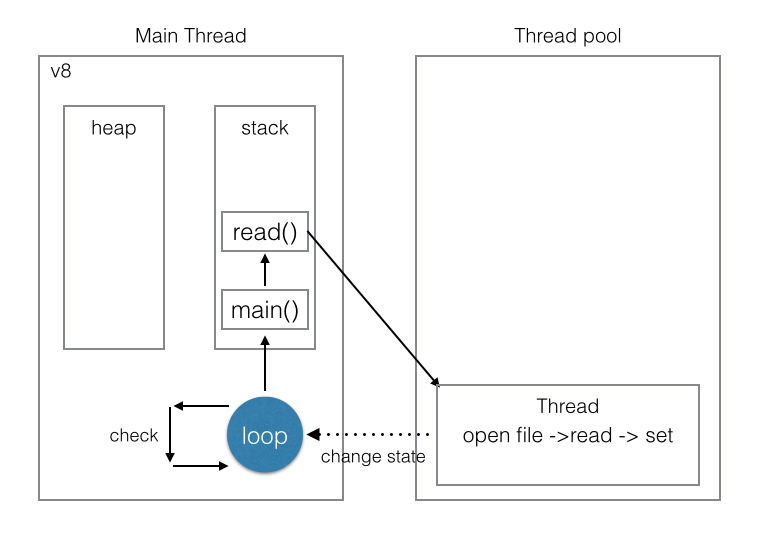 Main Thread
Thread pool
v8
heap
stack
read()
main()
Thread
open file ->read -> set
check
loop
change state